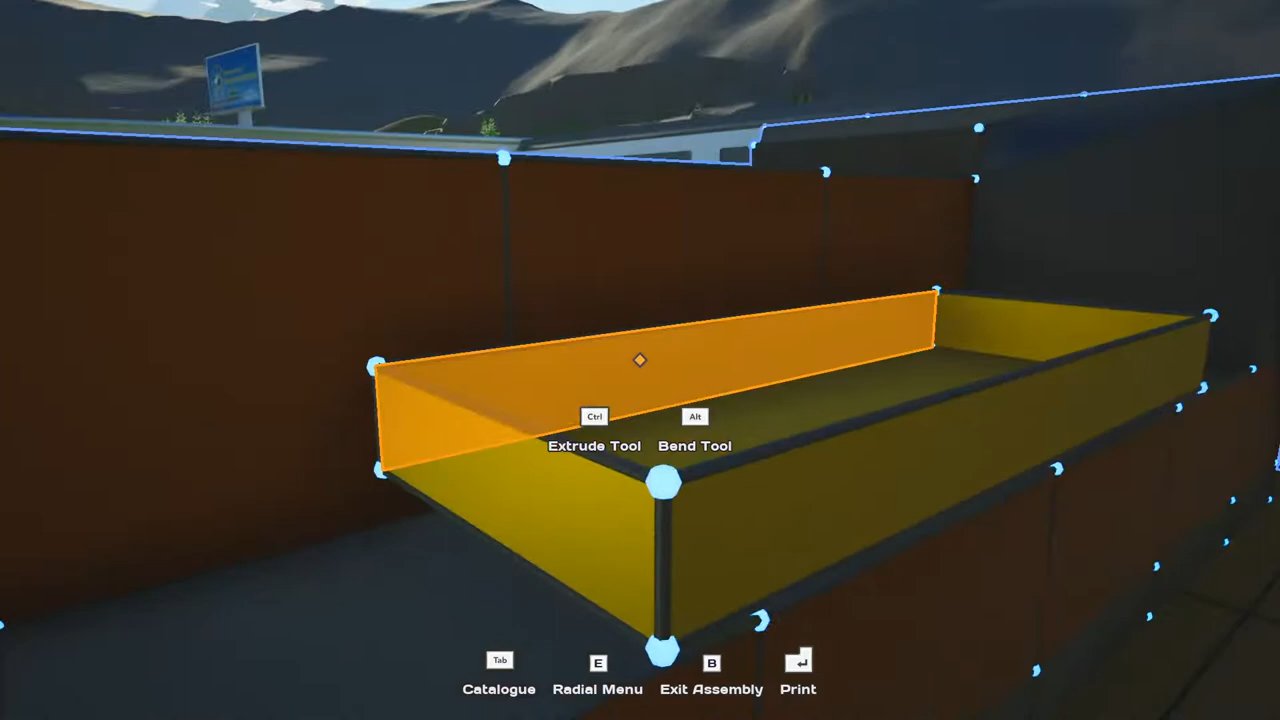 Ctrl
Alt
Extrude Tool
Bend Tool
Tab
E
B
Catalogue
Radial Menu
Exit Assembly
Print